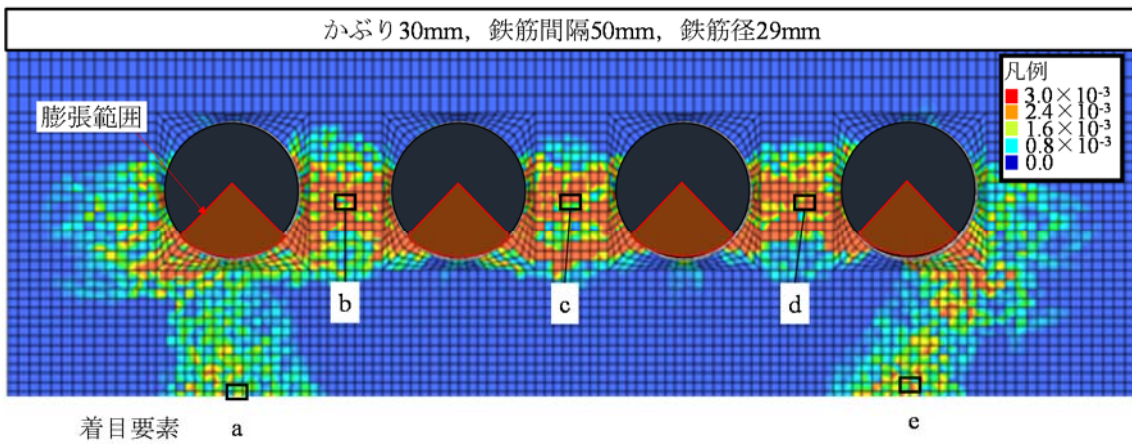 かぶり30mm，鉄筋間隔50mm，鉄筋径29mm
凡例
3.0×10-3
2.4×10-3
1.6×10-3
0.8×10-3
0.0
膨張範囲
b
c
d
着目要素
a
e